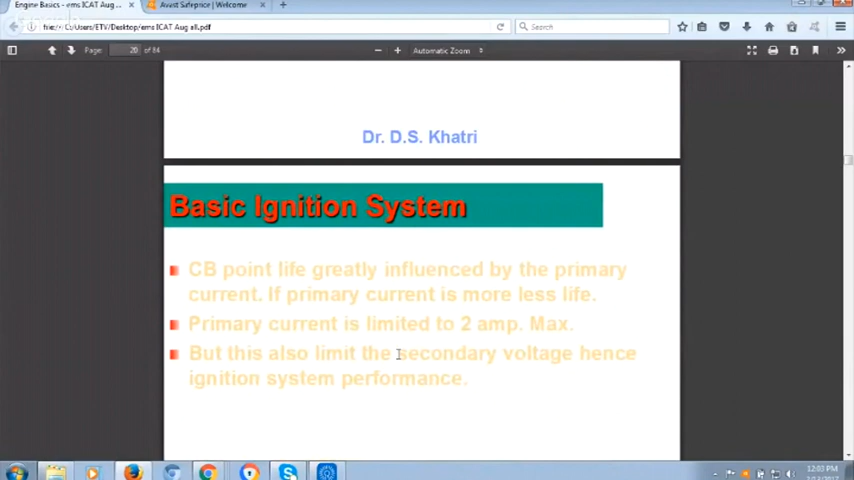 Engine Basics - ems ICAT Aug ...
Avast Safeprice | Welcome
file:///C:/Users/ETV/Desktop/ems ICAT Aug all.pdf
Search
Page: 20 of 84
Automatic Zoom
Dr. D.S. Khatri
Basic Ignition System
CB point life greatly influenced by the primary
current. If primary current is more less life.
Primary current is limited to 2 amp. Max.
But this also limit the secondary voltage hence
ignition system performance.
12:03 PM